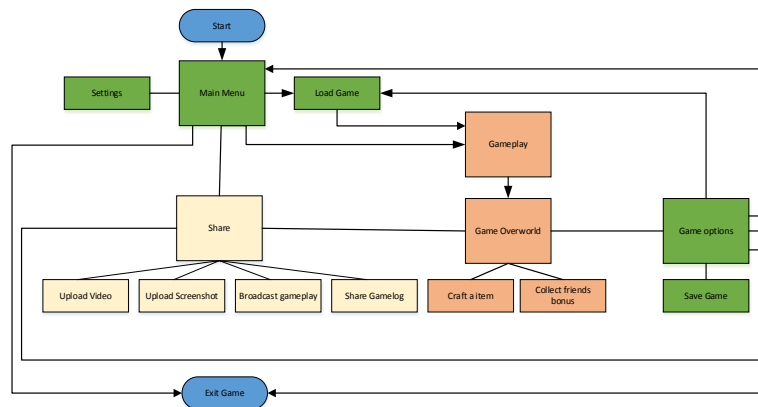 Start
Settings
Main Menu
Load Game
Gameplay
Share
Game Overworld
Game options
Upload Video
Upload Screenshot
Broadcast gameplay
Share Gamelog
Craft a item
Collect friends
bonus
Save Game
Exit Game